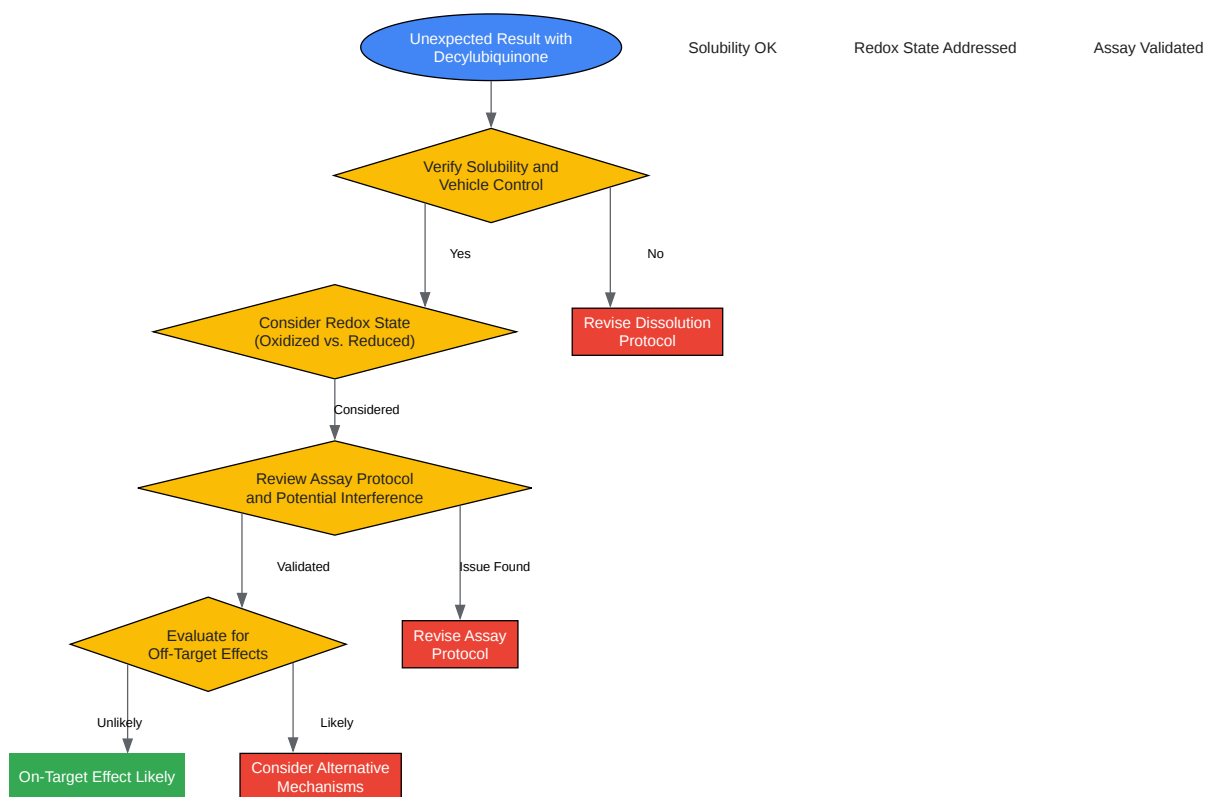 Unexpected Result with
Decylubiquinone
Solubility OK
Redox State Addressed
Assay Validated
Verify Solubility and
Vehicle Control
Yes
No
Consider Redox State
(Oxidized vs. Reduced)
Revise Dissolution
Protocol
Considered
Review Assay Protocol
and Potential Interference
Validated
Issue Found
Evaluate for
Off-Target Effects
Revise Assay
Protocol
Unlikely
Likely
On-Target Effect Likely
Consider Alternative
Mechanisms